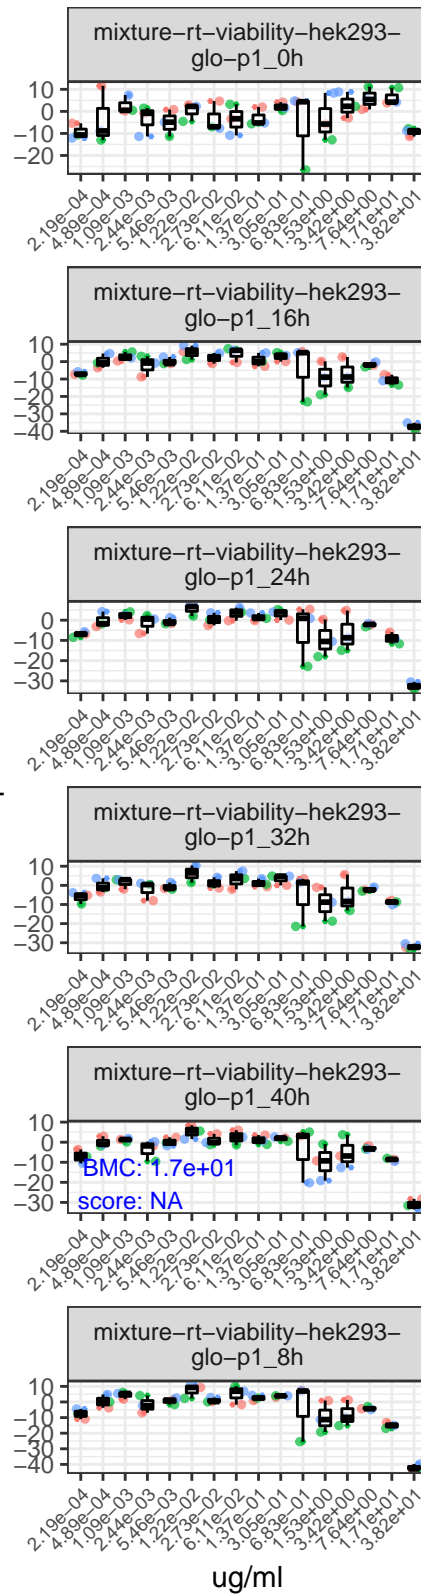 mixture−rt−viability−hek293−
glo−p1_0h
10
0
−10
−20
2.19e−04
4.89e−04
1.09e−03
2.44e−03
5.46e−03
1.22e−02
2.73e−02
6.11e−02
1.37e−01
3.05e−01
6.83e−01
1.53e+00
3.42e+00
7.64e+00
1.71e+01
3.82e+01
mixture−rt−viability−hek293−
glo−p1_16h
10
0
−10
−20
−30
−40
2.19e−04
4.89e−04
1.09e−03
2.44e−03
5.46e−03
1.22e−02
2.73e−02
6.11e−02
1.37e−01
3.05e−01
6.83e−01
1.53e+00
3.42e+00
7.64e+00
1.71e+01
3.82e+01
mixture−rt−viability−hek293−
glo−p1_24h
0
−10
−20
−30
2.19e−04
4.89e−04
1.09e−03
2.44e−03
5.46e−03
1.22e−02
2.73e−02
6.11e−02
1.37e−01
3.05e−01
6.83e−01
1.53e+00
3.42e+00
7.64e+00
1.71e+01
3.82e+01
mixture−rt−viability−hek293−
glo−p1_32h
10
0
−10
−20
−30
2.19e−04
4.89e−04
1.09e−03
2.44e−03
5.46e−03
1.22e−02
2.73e−02
6.11e−02
1.37e−01
3.05e−01
6.83e−01
1.53e+00
3.42e+00
7.64e+00
1.71e+01
3.82e+01
mixture−rt−viability−hek293−
glo−p1_40h
10
0
−10
−20
−30
BMC: 1.7e+01
score: NA
2.19e−04
4.89e−04
1.09e−03
2.44e−03
5.46e−03
1.22e−02
2.73e−02
6.11e−02
1.37e−01
3.05e−01
6.83e−01
1.53e+00
3.42e+00
7.64e+00
1.71e+01
3.82e+01
mixture−rt−viability−hek293−
glo−p1_8h
10
0
−10
−20
−30
−40
2.19e−04
4.89e−04
1.09e−03
2.44e−03
5.46e−03
1.22e−02
2.73e−02
6.11e−02
1.37e−01
3.05e−01
6.83e−01
1.53e+00
3.42e+00
7.64e+00
1.71e+01
3.82e+01
ug/ml